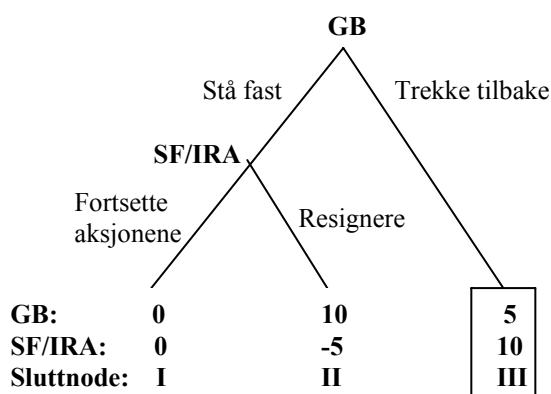 GB
Stå fast
Trekke tilbake
SF/IRA
Fortsette
aksjonene
Resignere
GB: 0 10 5
SF/IRA: 0 -5 10
Sluttnode: I II III